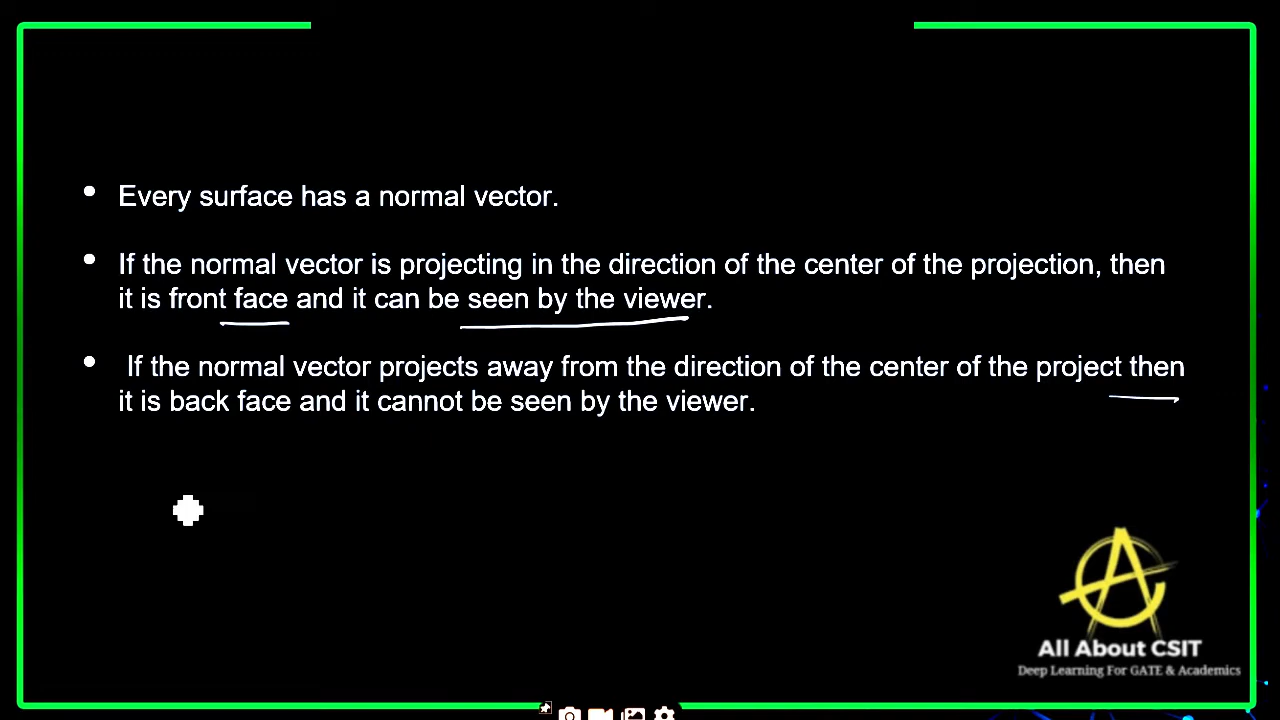 • Every surface has a normal vector.
• If the normal vector is projecting in the direction of the center of the projection, then
it is front face and it can be seen by the viewer.
• If the normal vector projects away from the direction of the center of the project then
it is back face and it cannot be seen by the viewer.
All About CSIT
Deep Learning For GATE & Academics